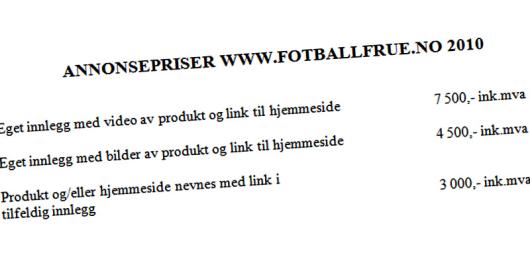 ANNONSEPRISER WWW.FOTBALLFRUE.NO 2010
Eget innlegg med video av produkt og link til hjemmeside 7 500,- ink.mva
Eget innlegg med bilder av produkt og link til hjemmeside 4 500,- ink.mva
Produkt og/eller hjemmeside nevnes med link i 3 000,- ink.mva
tilfeldig innlegg